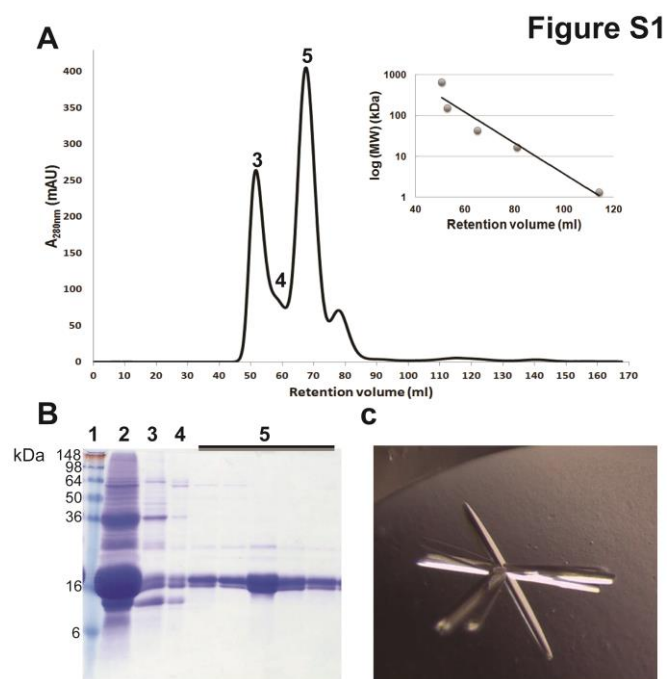 Figure S1
A
5
3
4
400
350
300
250
200
150
100
50
0
A280nm (mAU)
0 10 20 30 40 50 60 70 80 90 100 110 120 130 140 150 160 170
Retention volume (ml)
1000
100
10
1
log (MW) (kDa)
40 60 80 100 120
Retention volume (ml)
B 1 2 3 4 5
kDa
148
98
64
50
36
16
6
c